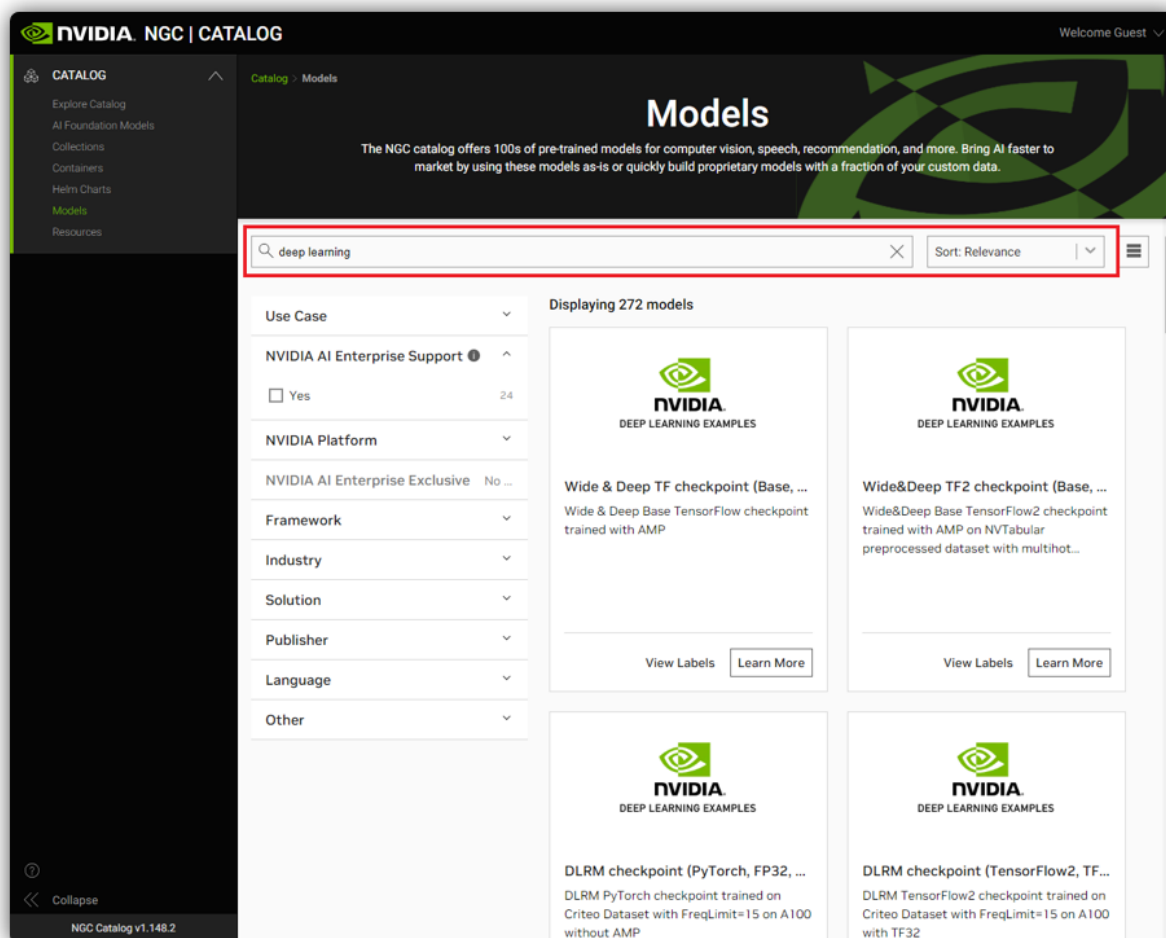 NVIDIA. NGC | CATALOG
Welcome Guest
CATALOG
Explore Catalog
AI Foundation Models
Collections
Containers
Helm Charts
Models
Resources
Catalog > Models
Models
The NGC catalog offers 100s of pre-trained models for computer vision, speech, recommendation, and more. Bring AI faster to
market by using these models as-is or quickly build proprietary models with a fraction of your custom data.
deep learning
Sort: Relevance
Use Case
NVIDIA AI Enterprise Support
Yes 24
NVIDIA Platform
NVIDIA AI Enterprise Exclusive No ...
Framework
Industry
Solution
Publisher
Language
Other
Displaying 272 models
NVIDIA.
DEEP LEARNING EXAMPLES
Wide & Deep TF checkpoint (Base, ...
Wide & Deep Base TensorFlow checkpoint
trained with AMP
View Labels Learn More
NVIDIA.
DEEP LEARNING EXAMPLES
Wide&Deep TF2 checkpoint (Base, ...
Wide&Deep Base TensorFlow2 checkpoint
trained with AMP on NVTabular
preprocessed dataset with multihot...
View Labels Learn More
NVIDIA.
DEEP LEARNING EXAMPLES
DLRM checkpoint (PyTorch, FP32, ...
DLRM PyTorch checkpoint trained on
Criteo Dataset with FreqLimit=15 on A100
without AMP
NVIDIA.
DEEP LEARNING EXAMPLES
DLRM checkpoint (TensorFlow2, TF...
DLRM TensorFlow2 checkpoint trained on
Criteo Dataset with FreqLimit=15 on A100
with TF32
Collapse
NGC Catalog v1.148.2